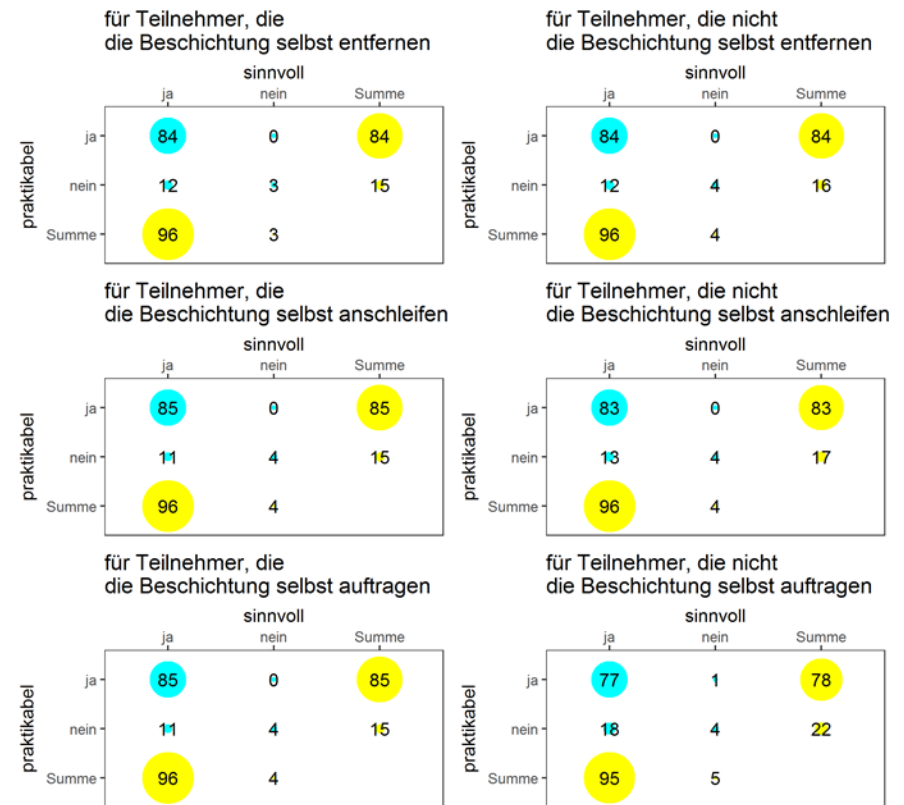 für Teilnehmer, die
die Beschichtung selbst entfernen
sinnvoll
ja nein Summe
praktikabel
ja 84 0 84
nein 12 3 15
Summe 96 3
für Teilnehmer, die nicht
die Beschichtung selbst entfernen
sinnvoll
ja nein Summe
praktikabel
ja 84 0 84
nein 12 4 16
Summe 96 4
für Teilnehmer, die
die Beschichtung selbst anschleifen
sinnvoll
ja nein Summe
praktikabel
ja 85 0 85
nein 11 4 15
Summe 96 4
für Teilnehmer, die nicht
die Beschichtung selbst anschleifen
sinnvoll
ja nein Summe
praktikabel
ja 83 0 83
nein 13 4 17
Summe 96 4
für Teilnehmer, die
die Beschichtung selbst auftragen
sinnvoll
ja nein Summe
praktikabel
ja 85 0 85
nein 11 4 15
Summe 96 4
für Teilnehmer, die nicht
die Beschichtung selbst auftragen
sinnvoll
ja nein Summe
praktikabel
ja 77 1 78
nein 18 4 22
Summe 95 5